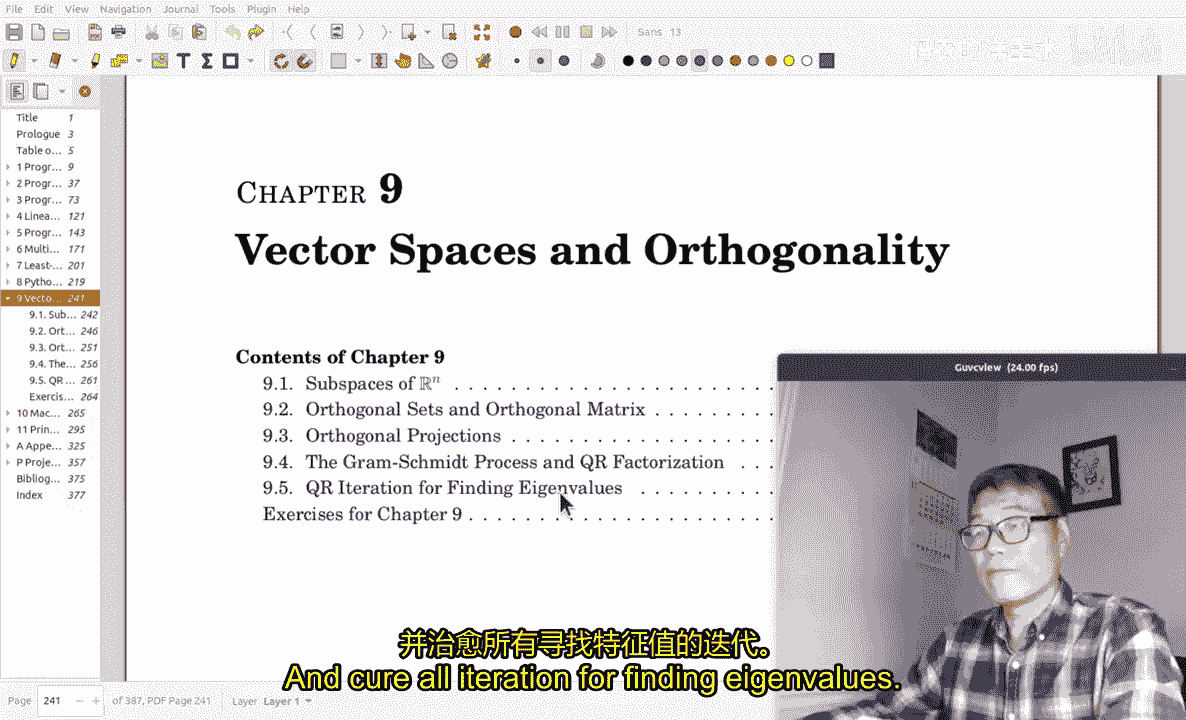 File Edit View Navigation Journal Tools Plugin Help
Sans 13
Title 1
Prologue 3
Table o... 5
1 Progr... 9
2 Progr... 37
3 Progr... 73
4 Linea... 121
5 Progr... 143
6 Multi... 171
7 Least-... 201
8 Pytho... 219
9 Vecto... 241
9.1. Sub... 242
9.2. Ort... 246
9.3. Ort... 251
9.4. The... 256
9.5. QR ... 261
Exercis... 264
10 Mac... 265
11 Prin... 295
A Appe... 325
P Proje... 357
Bibliog... 375
Index 377
CHAPTER 9
Vector Spaces and Orthogonality
Contents of Chapter 9
9.1. Subspaces of ℝⁿ
9.2. Orthogonal Sets and Orthogonal Matrix
9.3. Orthogonal Projections
9.4. The Gram-Schmidt Process and QR Factorization
9.5. QR Iteration for Finding Eigenvalues
Exercises for Chapter 9
Guvcview (24.00 fps)
并治愈所有寻找特征值的迭代。
And cure all iteration for finding eigenvalues.
Page 241 of 387, PDF Page 241 Layer Layer 1